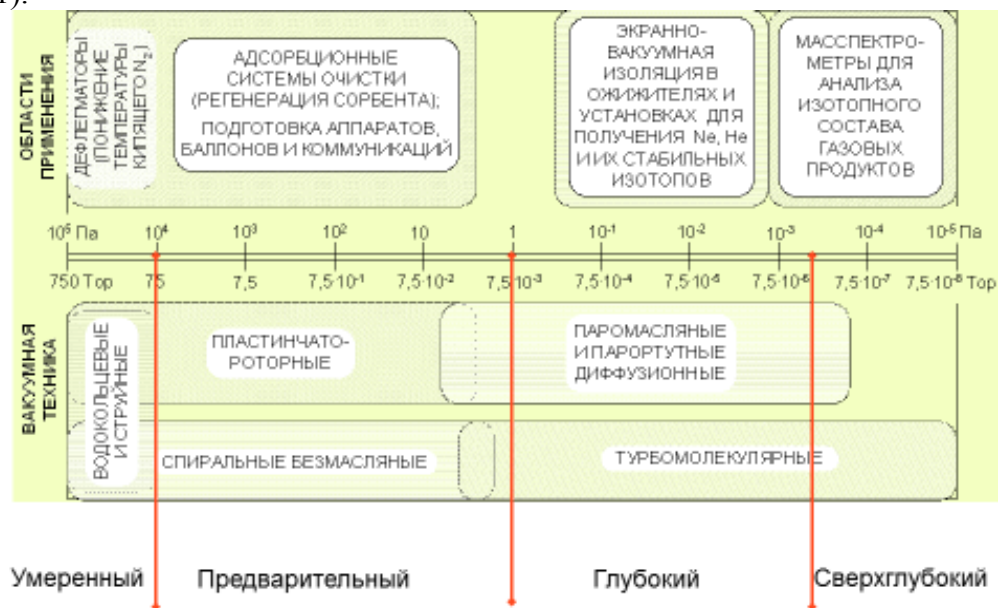 г).
ОБЛАСТИ
ПРИМЕНЕНИЯ
ДЕФЛЕГМАТОРЫ
(ПОНИЖЕНИЕ
ТЕМПЕРАТУРЫ
КИПЯЩЕГО N₂)
АДСОРБЦИОННЫЕ
СИСТЕМЫ ОЧИСТКИ
(РЕГЕНЕРАЦИЯ СОРБЕНТА);
ПОДГОТОВКА АППАРАТОВ,
БАЛЛОНОВ И КОММУНИКАЦИЙ
ЭКРАННО-
ВАКУУМНАЯ
ИЗОЛЯЦИЯ В
ОЖИЖИТЕЛЯХ И
УСТАНОВКАХ ДЛЯ
ПОЛУЧЕНИЯ Ne, He
И ИХ СТАБИЛЬНЫХ
ИЗОТОПОВ
МАССПЕКТРО-
МЕТРЫ ДЛЯ
АНАЛИЗА
ИЗОТОПНОГО
СОСТАВА
ГАЗОВЫХ
ПРОДУКТОВ
10⁵ Па 10⁴ 10³ 10² 10 1 10⁻¹ 10⁻² 10⁻³ 10⁻⁴ 10⁻⁵ Па
750 Тор 75 7,5 7,5·10⁻¹ 7,5·10⁻² 7,5·10⁻³ 7,5·10⁻⁴ 7,5·10⁻⁵ 7,5·10⁻⁶ 7,5·10⁻⁷ 7,5·10⁻⁸ Тор
ВАКУУМНАЯ
ТЕХНИКА
ВОДОКОЛЬЦЕВЫЕ
И СТРУЙНЫЕ
ПЛАСТИНЧАТО-
РОТОРНЫЕ
ПАРОМАСЛЯНЫЕ
И ПАРОРТУТНЫЕ
ДИФФУЗИОННЫЕ
СПИРАЛЬНЫЕ БЕЗМАСЛЯНЫЕ
ТУРБОМОЛЕКУЛЯРНЫЕ
Умеренный Предварительный Глубокий Сверхглубокий